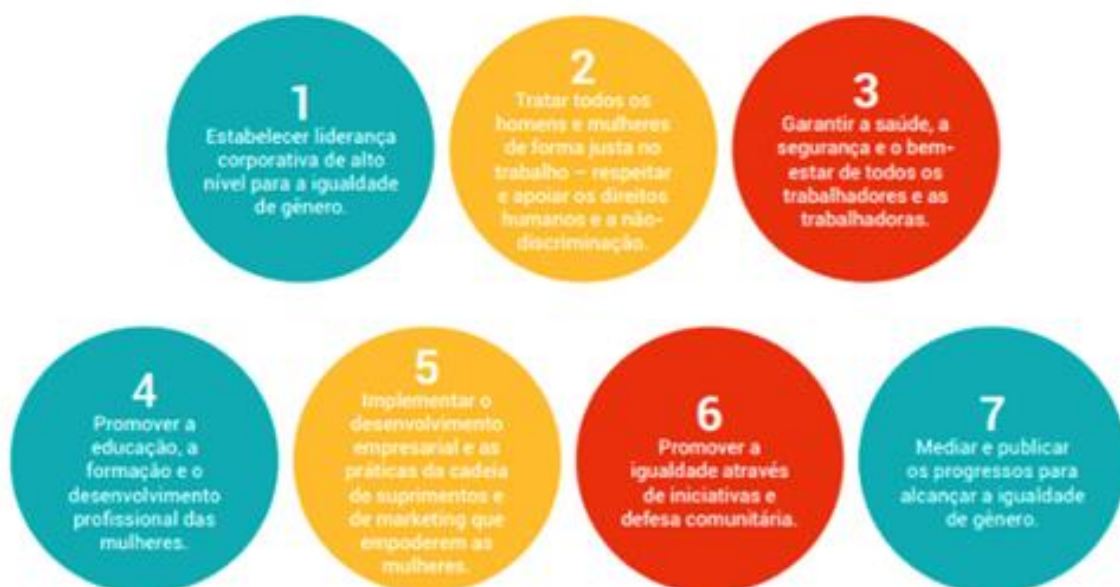 1
Estabelecer liderança
corporativa de alto
nível para a igualdade
de gênero.
2
Tratar todos os
homens e mulheres
de forma justa no
trabalho – respeitar
e apoiar os direitos
humanos e a não-
discriminação.
3
Garantir a saúde, a
segurança e o bem-
estar de todos os
trabalhadores e as
trabalhadoras.
4
Promover a
educação, a
formação e o
desenvolvimento
profissional das
mulheres.
5
Implementar o
desenvolvimento
empresarial e as
práticas da cadeia
de suprimentos e
de marketing que
empoderem as
mulheres.
6
Promover a
igualdade através
de iniciativas e
defesa comunitária.
7
Mediar e publicar
os progressos para
alcançar a igualdade
de gênero.